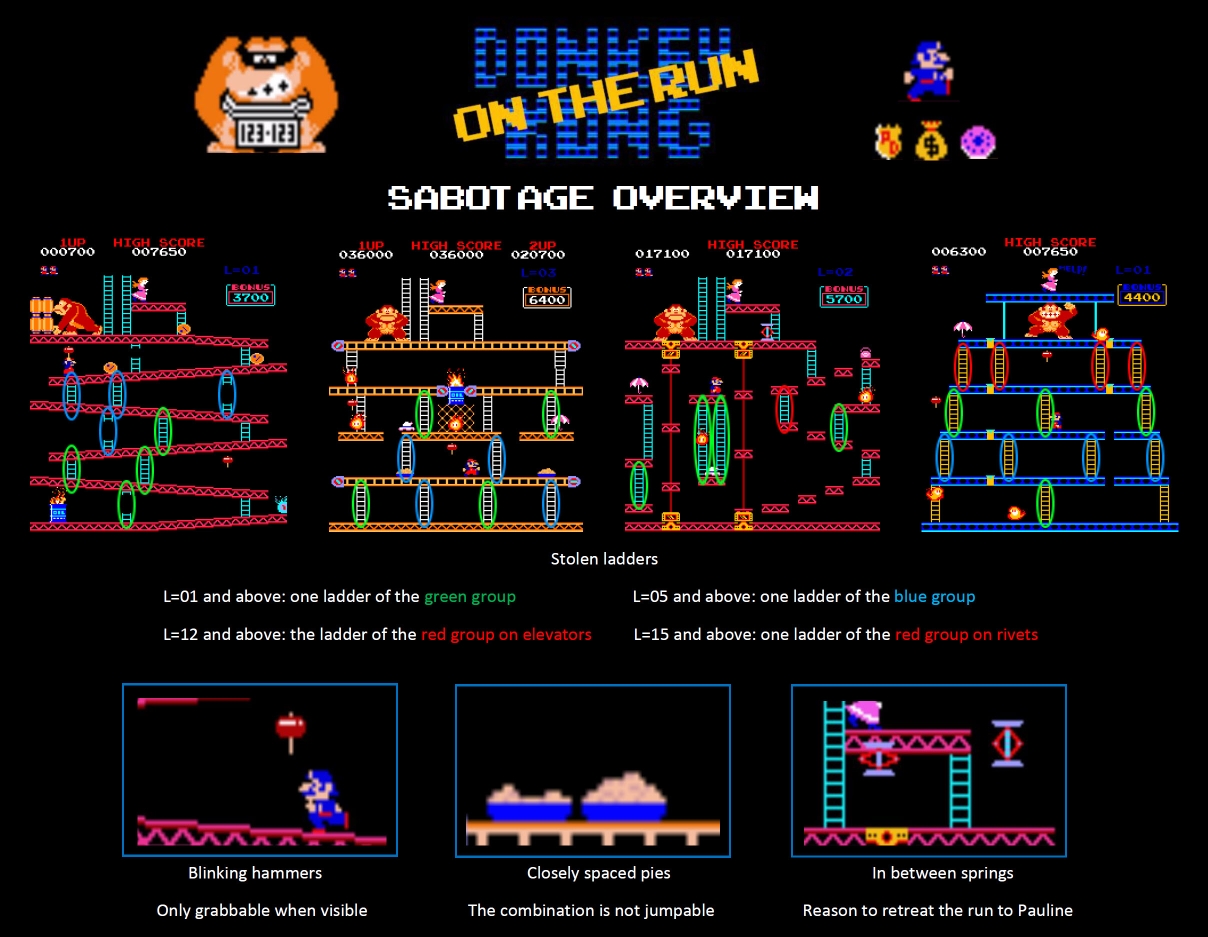 DONKEY
ON THE RUN
KONG
123-123
PD
$
SABOTAGE OVERVIEW
1UP HIGH SCORE
000700 007650
L=01
BONUS
3700
OIL
1UP HIGH SCORE 2UP
036000 036000 020700
L=03
BONUS
6400
OIL
HIGH SCORE
017100 017100
L=02
BONUS
5700
HIGH SCORE
006300 007650
L=01
BONUS
4400
Stolen ladders
L=01 and above: one ladder of the green group
L=05 and above: one ladder of the blue group
L=12 and above: the ladder of the red group on elevators
L=15 and above: one ladder of the red group on rivets
Blinking hammers
Only grabbable when visible
Closely spaced pies
The combination is not jumpable
In between springs
Reason to retreat the run to Pauline